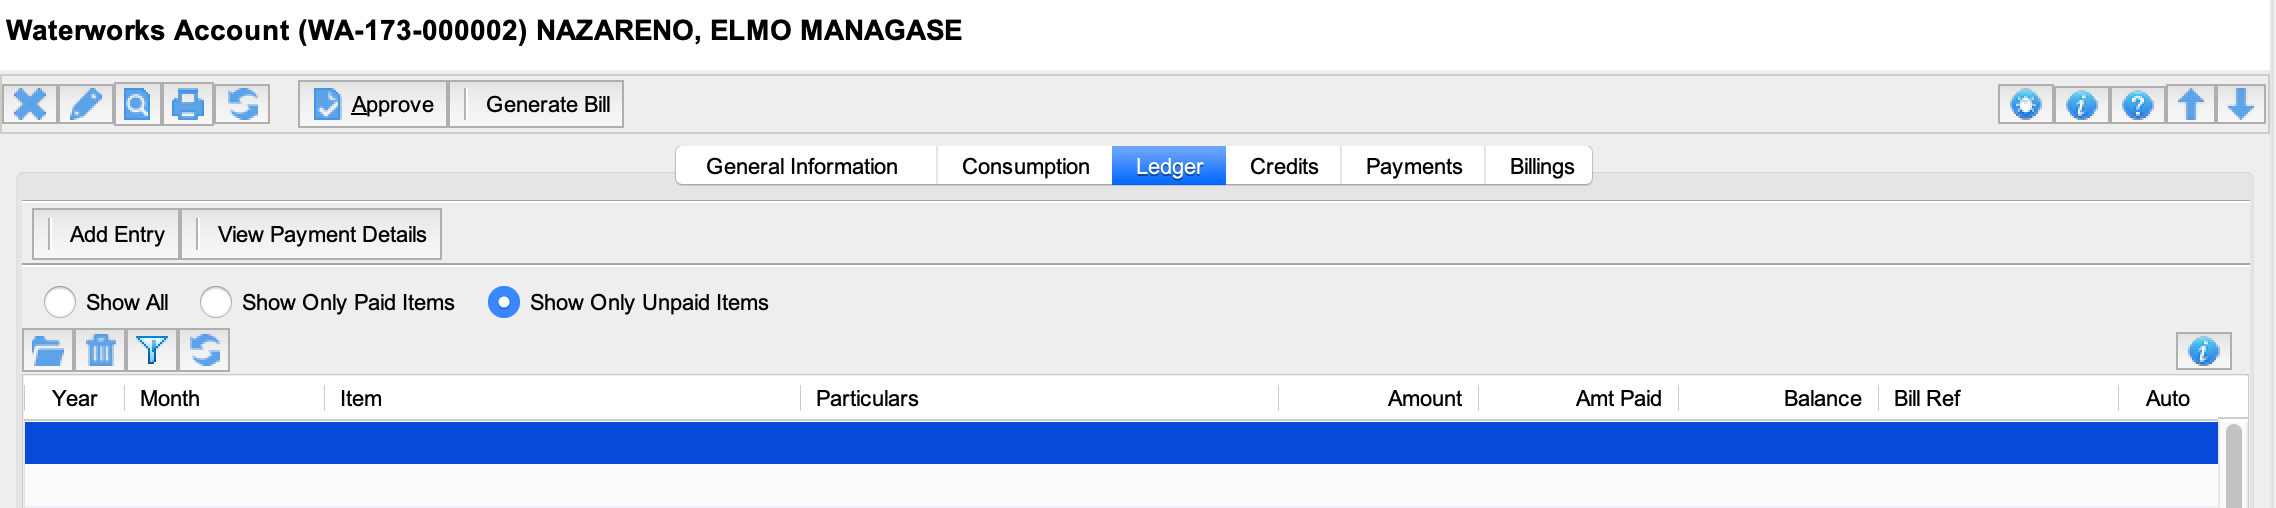 Waterworks Account (WA-173-000002) NAZARENO, ELMO MANAGASE
Approve Generate Bill
General Information Consumption Ledger Credits Payments Billings
Add Entry View Payment Details
Show All Show Only Paid Items Show Only Unpaid Items
Year Month Item Particulars Amount Amt Paid Balance Bill Ref Auto